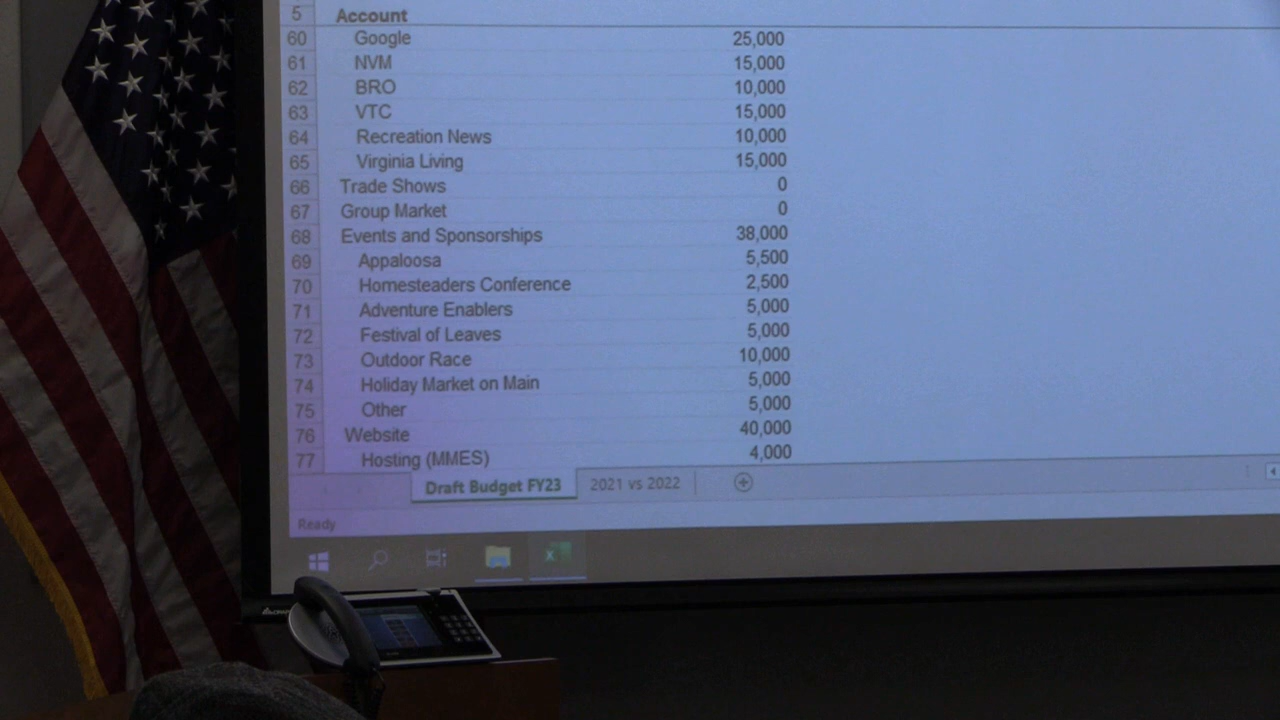 5 Account
60 Google 25,000
61 NVM 15,000
62 BRO 10,000
63 VTC 15,000
64 Recreation News 10,000
65 Virginia Living 15,000
66 Trade Shows 0
67 Group Market 0
68 Events and Sponsorships 38,000
69 Appaloosa 5,500
70 Homesteaders Conference 2,500
71 Adventure Enablers 5,000
72 Festival of Leaves 5,000
73 Outdoor Race 10,000
74 Holiday Market on Main 5,000
75 Other 5,000
76 Website 40,000
77 Hosting (MMES) 4,000
Draft Budget FY23 2021 vs 2022
Ready